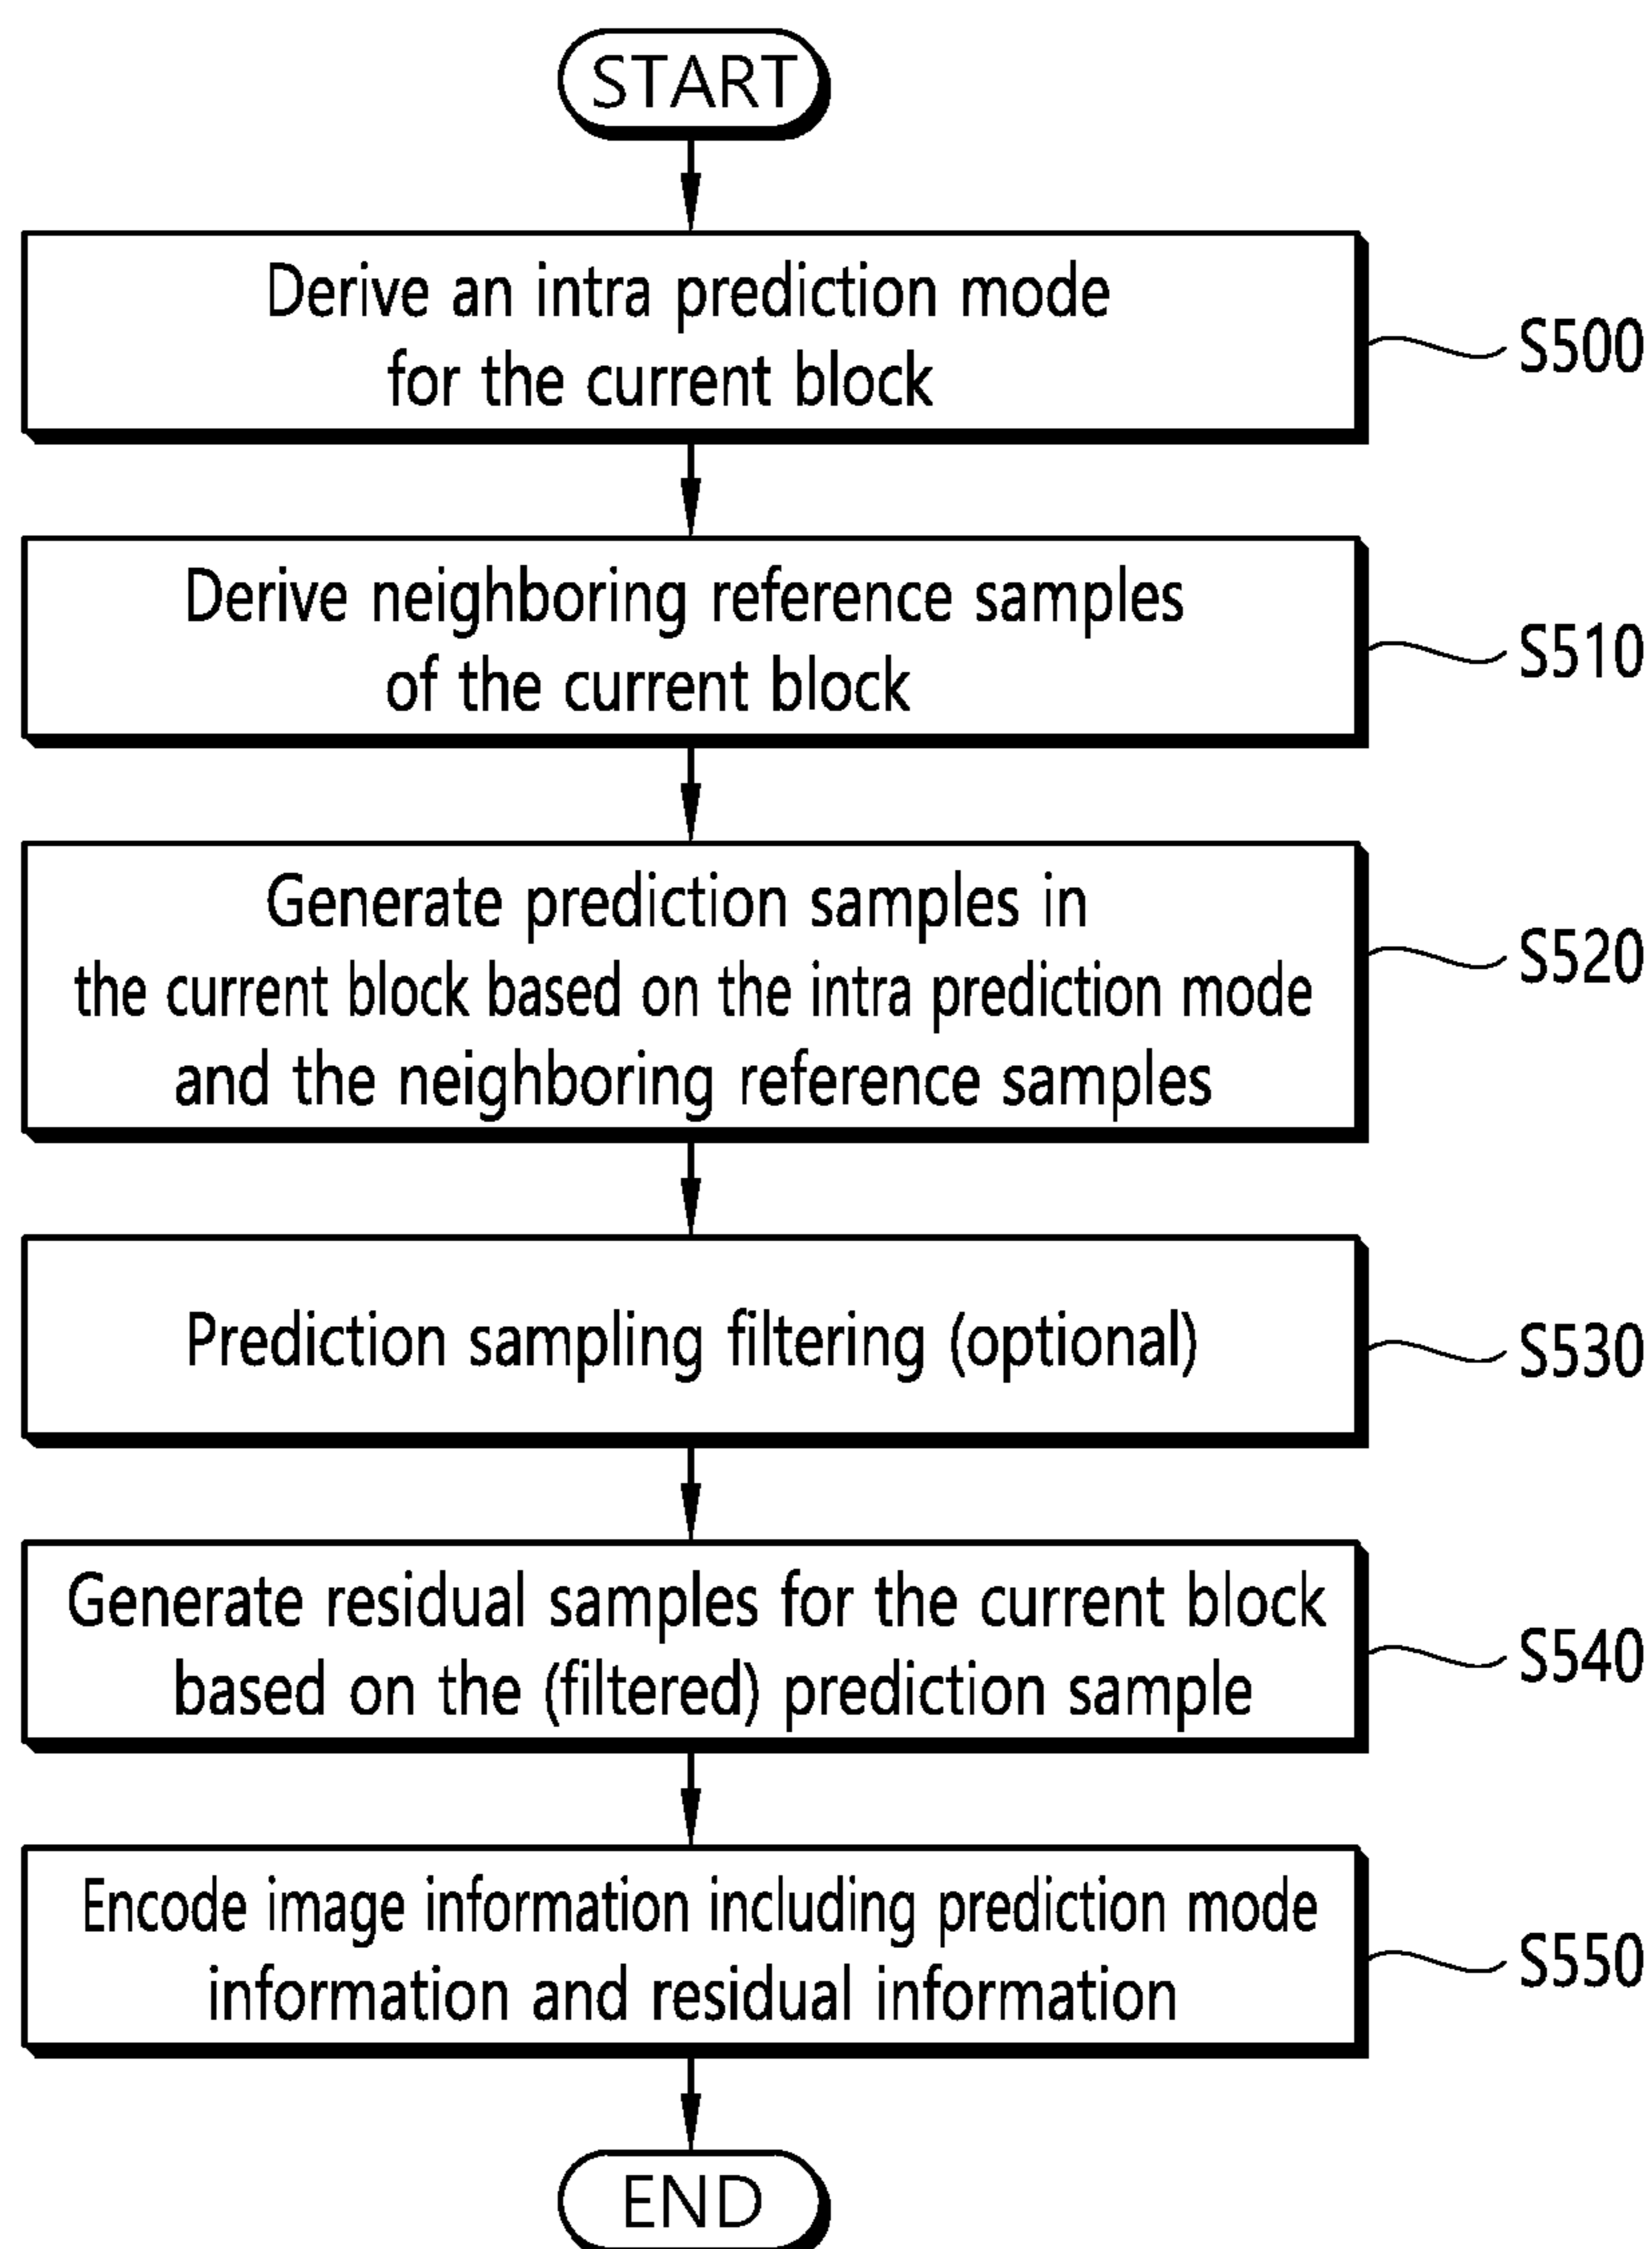 START
Derive an intra prediction mode
for the current block
S500
Derive neighboring reference samples
of the current block
S510
Generate prediction samples in
the current block based on the intra prediction mode
and the neighboring reference samples
S520
Prediction sampling filtering (optional)
S530
Generate residual samples for the current block
based on the (filtered) prediction sample
S540
Encode image information including prediction mode
information and residual information
S550
END